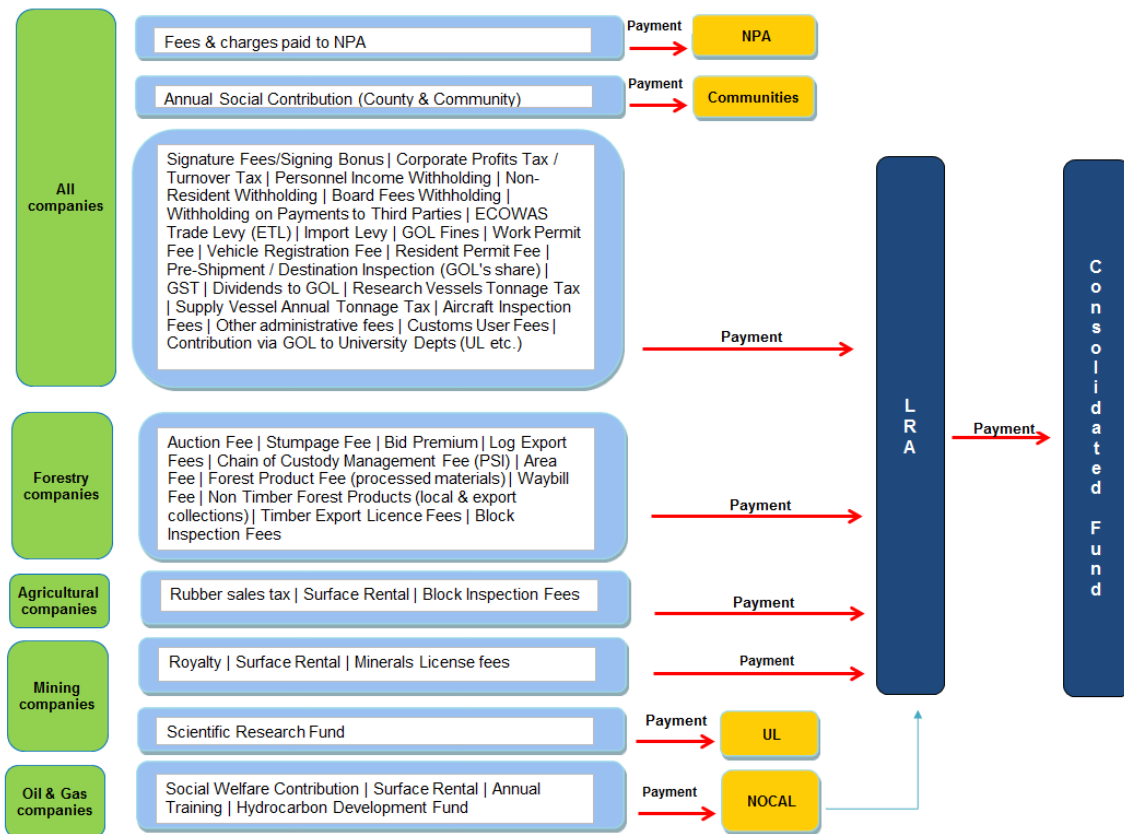 All
companies
Fees & charges paid to NPA
Payment
NPA
Annual Social Contribution (County & Community)
Payment
Communities
Signature Fees/Signing Bonus | Corporate Profits Tax /
Turnover Tax | Personnel Income Withholding | Non-
Resident Withholding | Board Fees Withholding |
Withholding on Payments to Third Parties | ECOWAS
Trade Levy (ETL) | Import Levy | GOL Fines | Work Permit
Fee | Vehicle Registration Fee | Resident Permit Fee |
Pre-Shipment / Destination Inspection (GOL's share) |
GST | Dividends to GOL | Research Vessels Tonnage Tax
| Supply Vessel Annual Tonnage Tax | Aircraft Inspection
Fees | Other administrative fees | Customs User Fees |
Contribution via GOL to University Depts (UL etc.)
Payment
Forestry
companies
Auction Fee | Stumpage Fee | Bid Premium | Log Export
Fees | Chain of Custody Management Fee (PSI) | Area
Fee | Forest Product Fee (processed materials) | Waybill
Fee | Non Timber Forest Products (local & export
collections) | Timber Export Licence Fees | Block
Inspection Fees
Payment
Agricultural
companies
Rubber sales tax | Surface Rental | Block Inspection Fees
Payment
Mining
companies
Royalty | Surface Rental | Minerals License fees
Payment
Scientific Research Fund
Payment
UL
Oil & Gas
companies
Social Welfare Contribution | Surface Rental | Annual
Training | Hydrocarbon Development Fund
Payment
NOCAL
LRA
Payment
Consolidated Fund